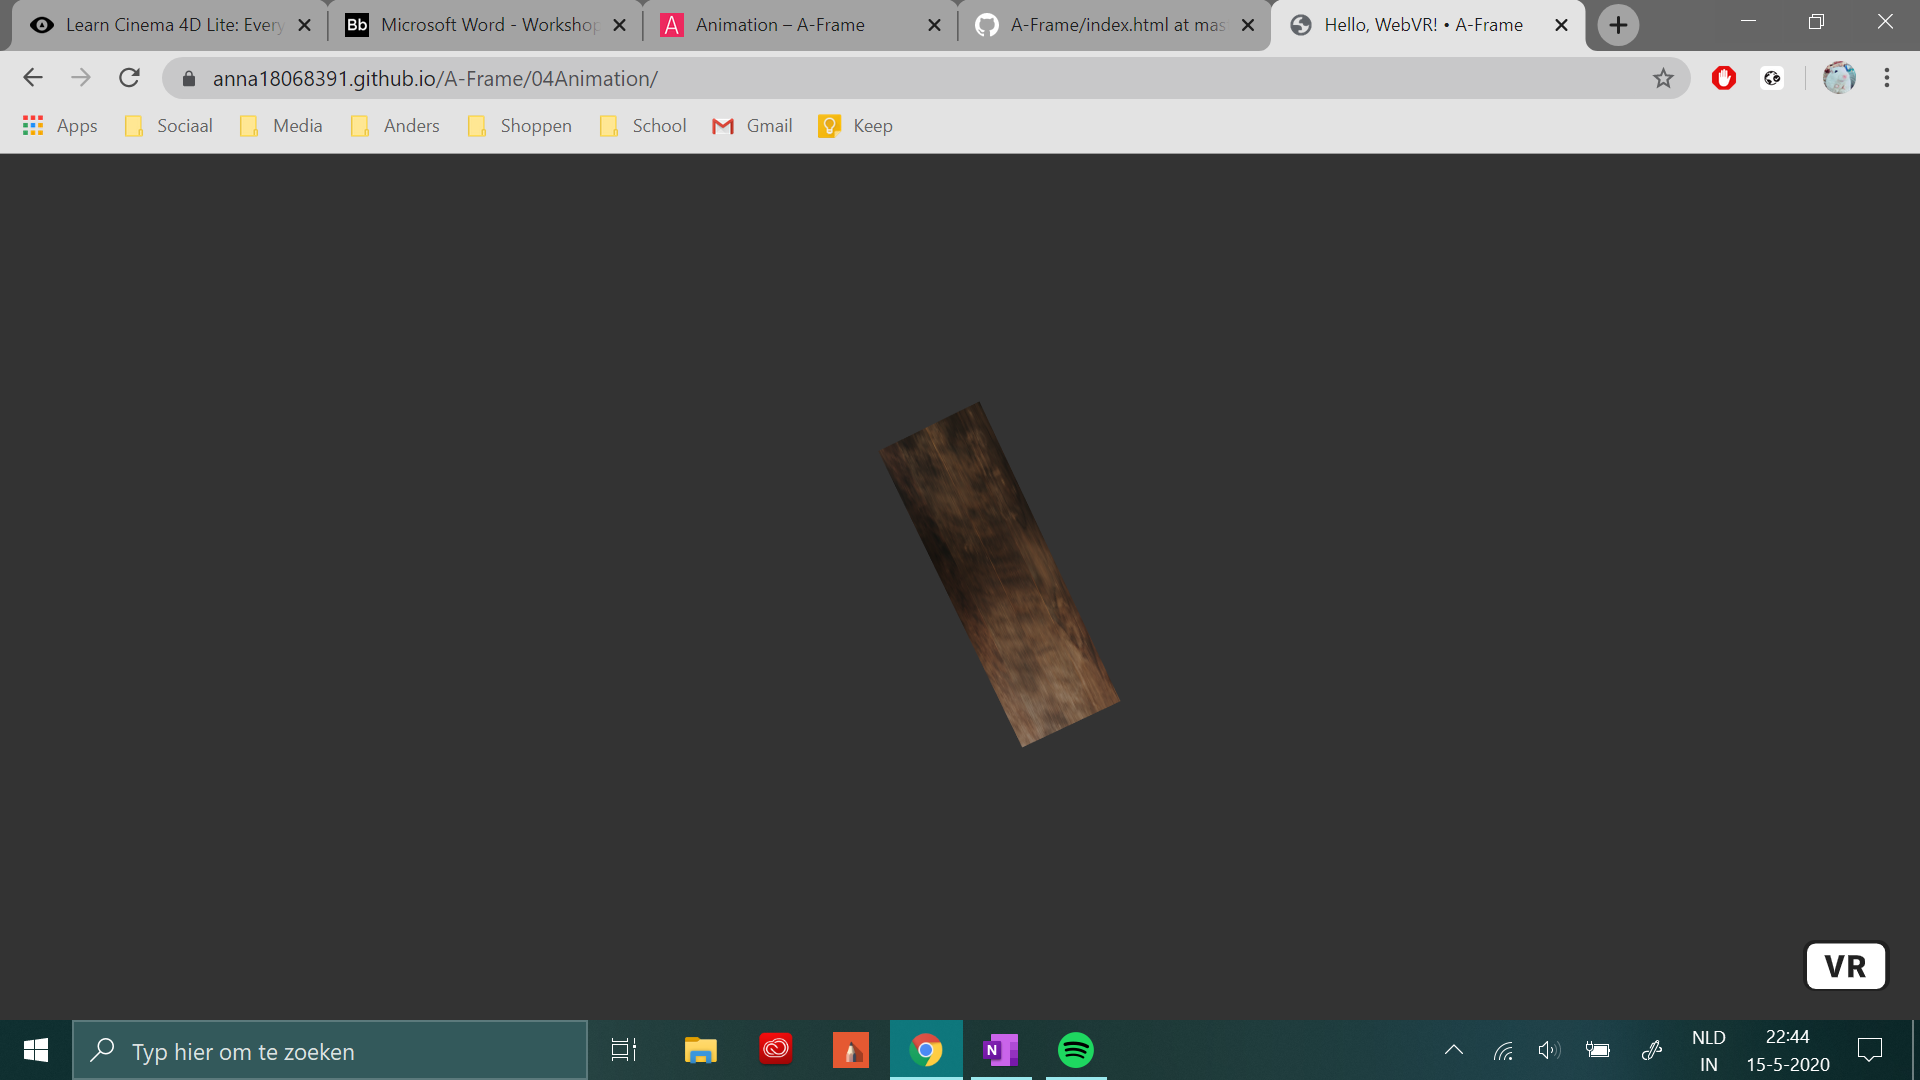 Learn Cinema 4D Lite: Every
Bb Microsoft Word - Workshop
A Animation – A-Frame
A-Frame/index.html at mas
Hello, WebVR! • A-Frame
anna18068391.github.io/A-Frame/04Animation/
Apps Sociaal Media Anders Shoppen School Gmail Keep
VR
Typ hier om te zoeken
N
NLD
IN
22:44
15-5-2020